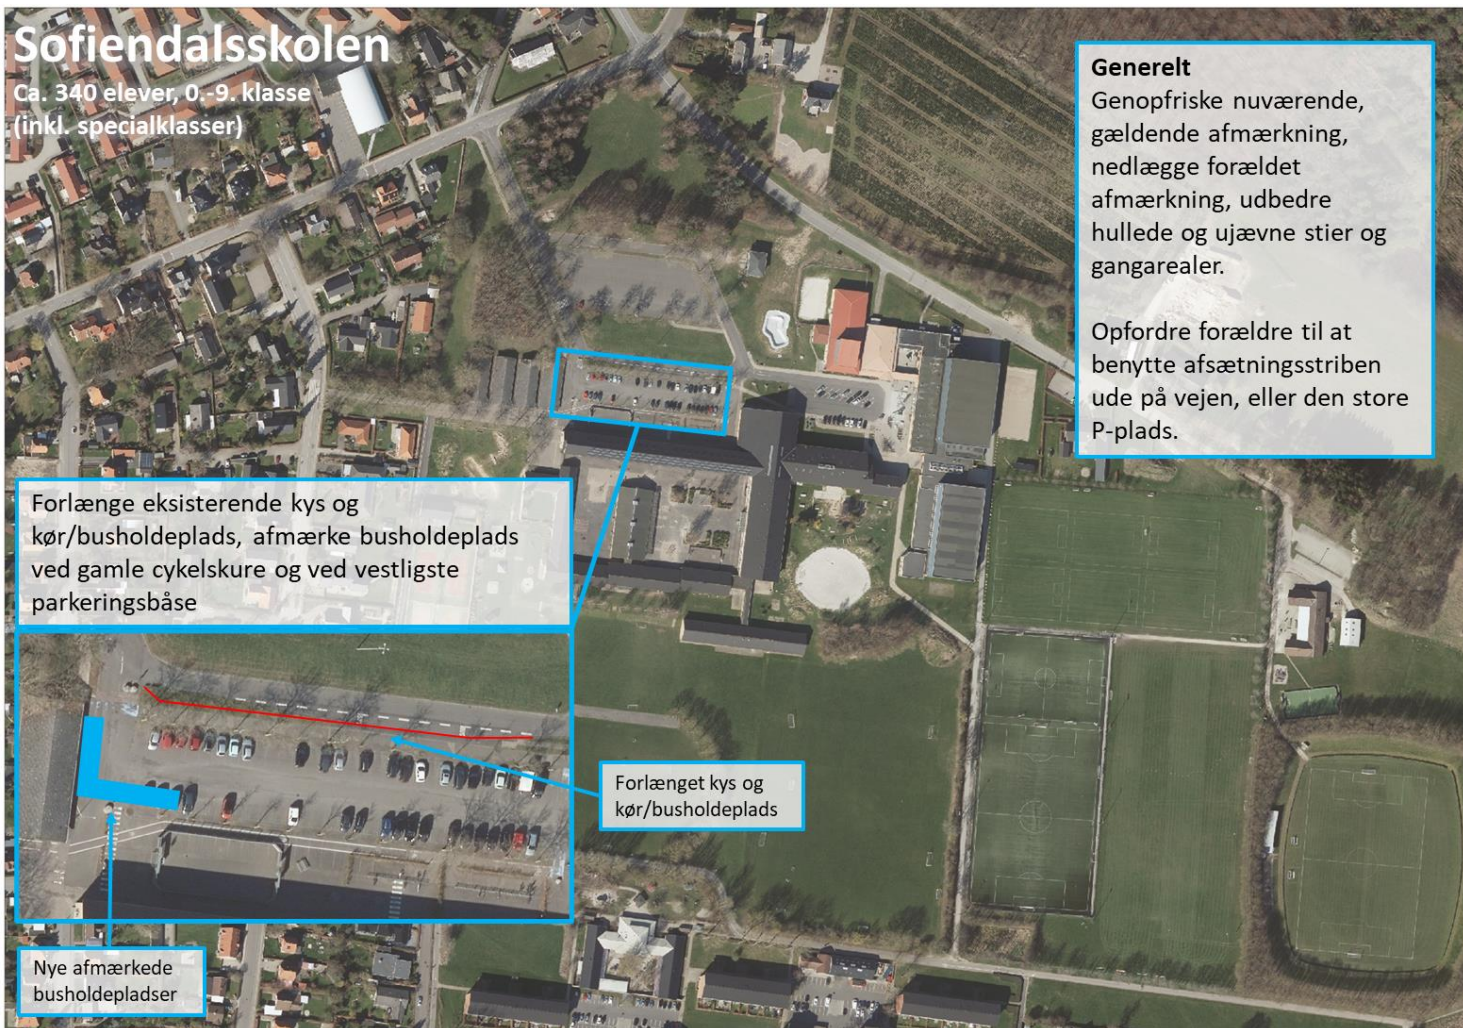 Sofiendalsskolen
Ca. 340 elever, 0.-9. klasse
(inkl. specialklasser)
Generelt
Genopfriske nuværende,
gældende afmærkning,
nedlægge forældet
afmærkning, udbedre
hullede og ujævne stier og
gangarealer.
Opfordre forældre til at
benytte afsætningsstriben
ude på vejen, eller den store
P-plads.
Forlænge eksisterende kys og
kør/busholdeplads, afmærke busholdeplads
ved gamle cykelskure og ved vestligste
parkeringsbåse
Forlænget kys og
kør/busholdeplads
Nye afmærkede
busholdepladser